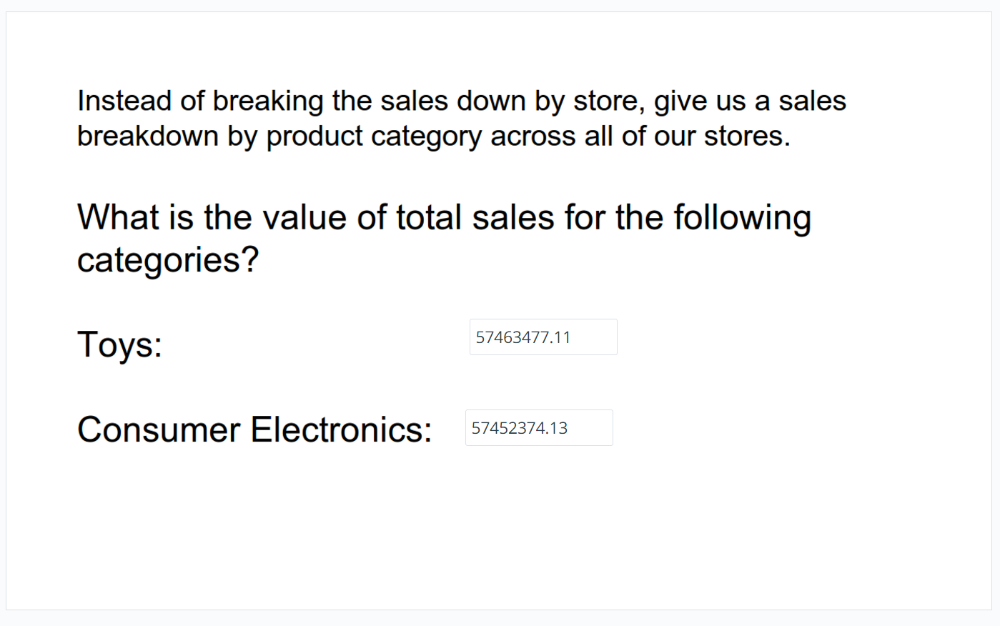 Instead of breaking the sales down by store, give us a sales
breakdown by product category across all of our stores.
What is the value of total sales for the following
categories?
Toys:
57463477.11
Consumer Electronics:
57452374.13